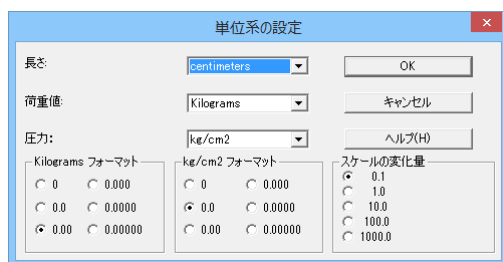 単位系の設定
×
長さ: centimeters OK
荷重値: Kilograms キャンセル
圧力: kg/cm2 ヘルプ(H)
Kilograms フォーマット kg/cm2 フォーマット スケールの変化量
0 0.000 0 0.000 0.1
0.0 0.0000 0.0 0.0000 1.0
0.00 0.00000 0.00 0.00000 10.0
100.0
1000.0